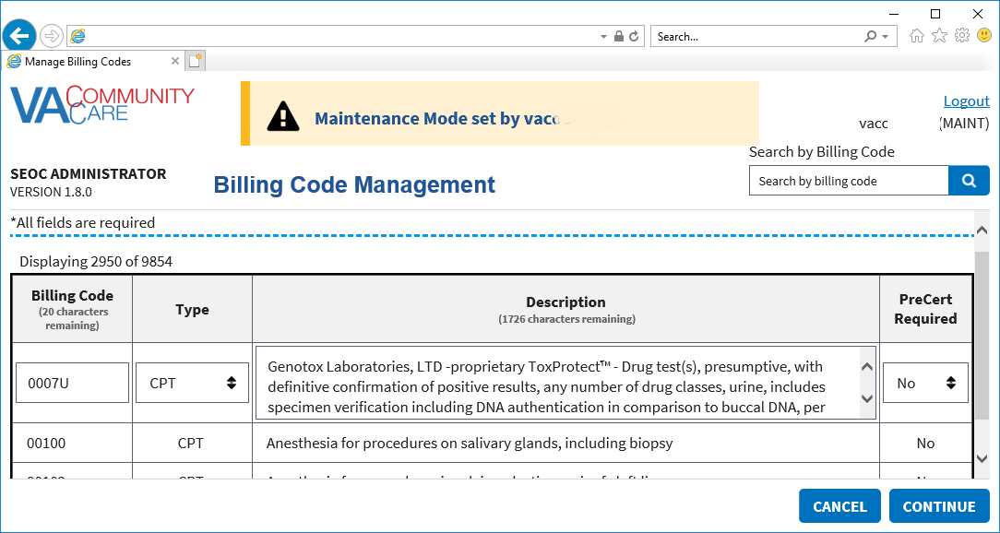 Search...
Manage Billing Codes
VA COMMUNITY CARE
Maintenance Mode set by
Logout
vacc (MAINT)
Search by Billing Code
SEOC ADMINISTRATOR
VERSION 1.8.0
Billing Code Management
Search by billing code
*All fields are required
Displaying 2950 of 9854
Billing Code
(20 characters
remaining)
Type
Description
(1726 characters remaining)
PreCert
Required
0007U
CPT
Genotox Laboratories, LTD -proprietary ToxProtect™ - Drug test(s), presumptive, with
definitive confirmation of positive results, any number of drug classes, urine, includes
specimen verification including DNA authentication in comparison to buccal DNA, per
No
00100 CPT Anesthesia for procedures on salivary glands, including biopsy No
CANCEL CONTINUE